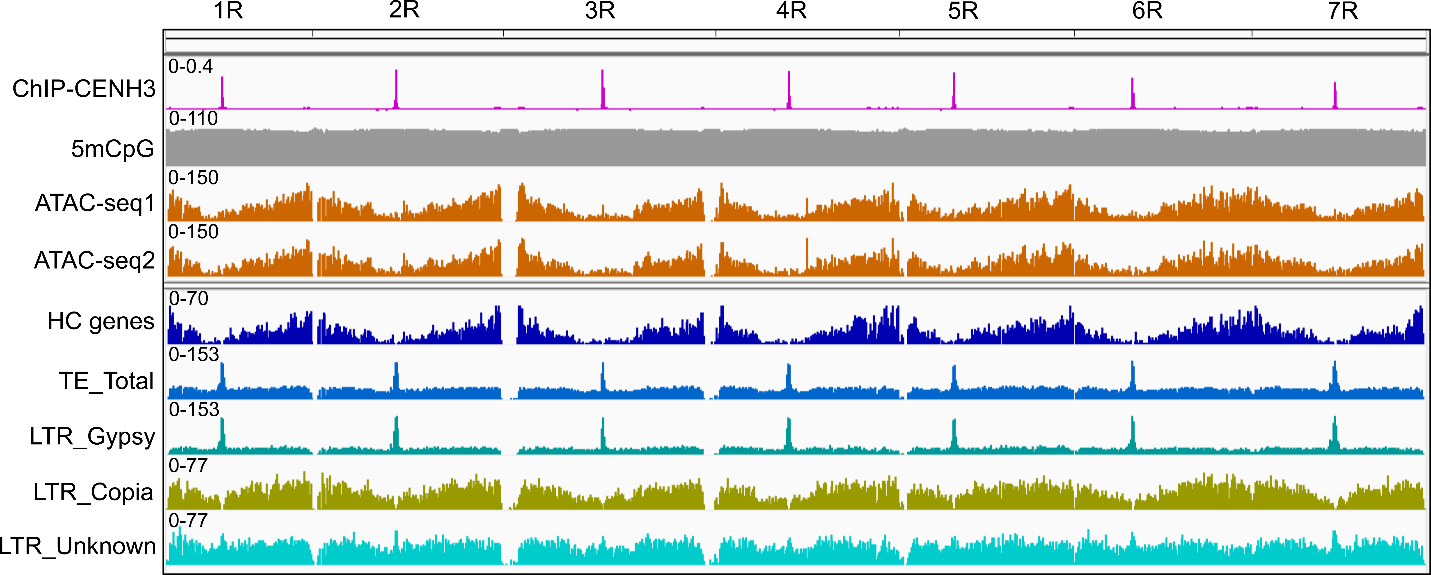 1R 2R 3R 4R 5R 6R 7R
ChIP-CENH3 0-0.4
5mCpG 0-110
ATAC-seq1 0-150
ATAC-seq2 0-150
HC genes 0-70
TE_Total 0-153
LTR_Gypsy 0-153
LTR_Copia 0-77
LTR_Unknown 0-77